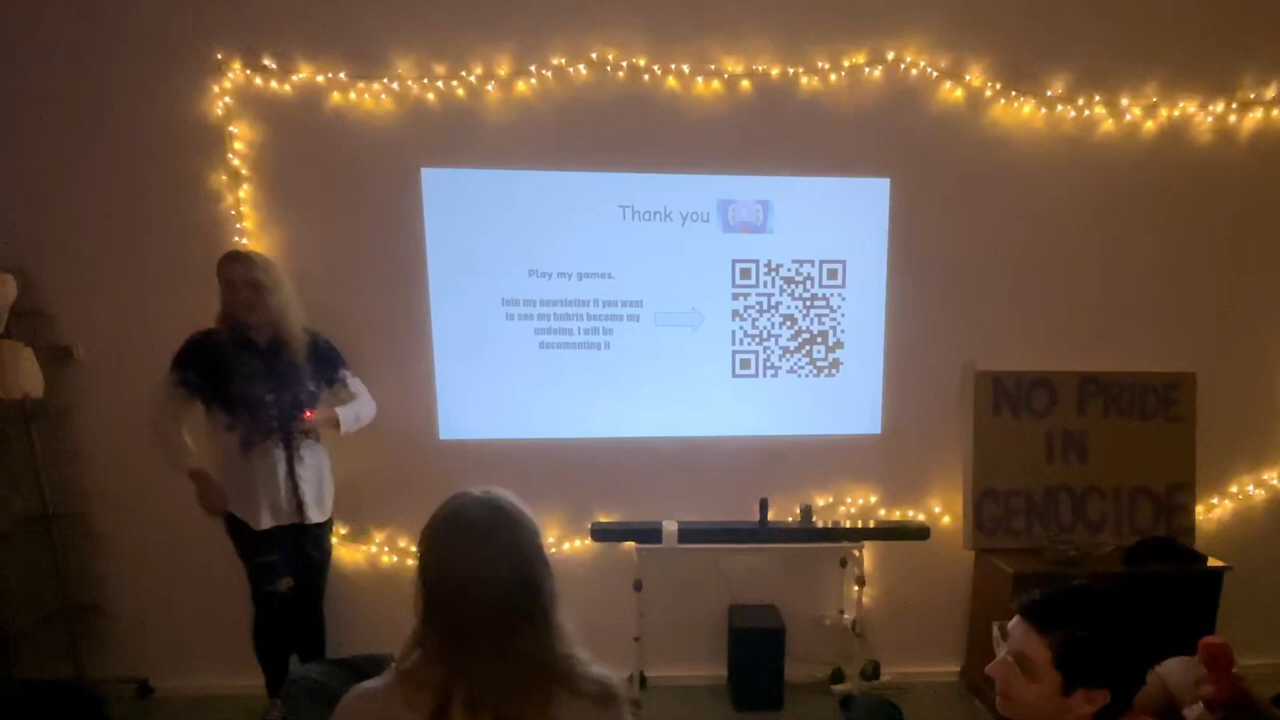 Thank you
Play my games.
Join my newsletter if you want
to see my hubris become my
undoing, I will be
documenting it
NO PRIDE
IN
GENOCIDE